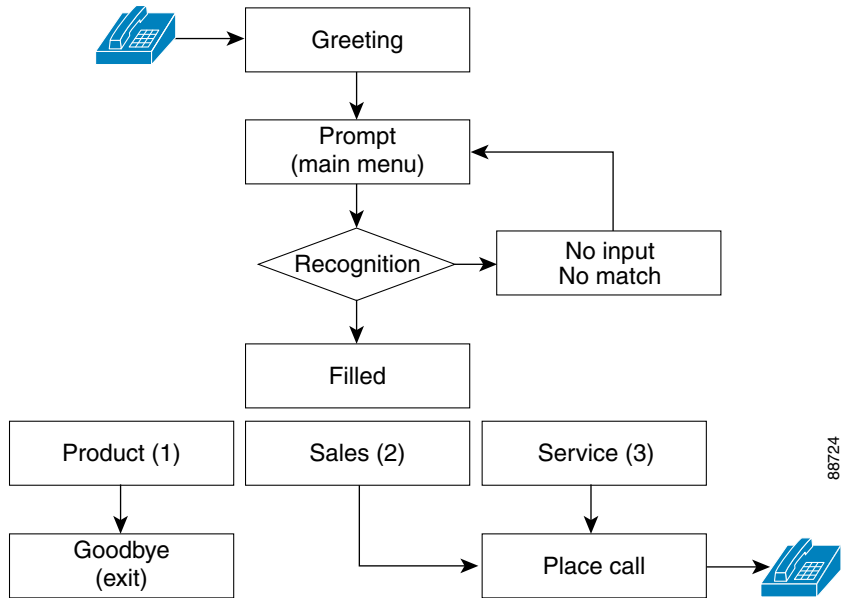 Greeting
Prompt
(main menu)
Recognition
No input
No match
Filled
Product (1)
Sales (2)
Service (3)
88724
Goodbye
(exit)
Place call